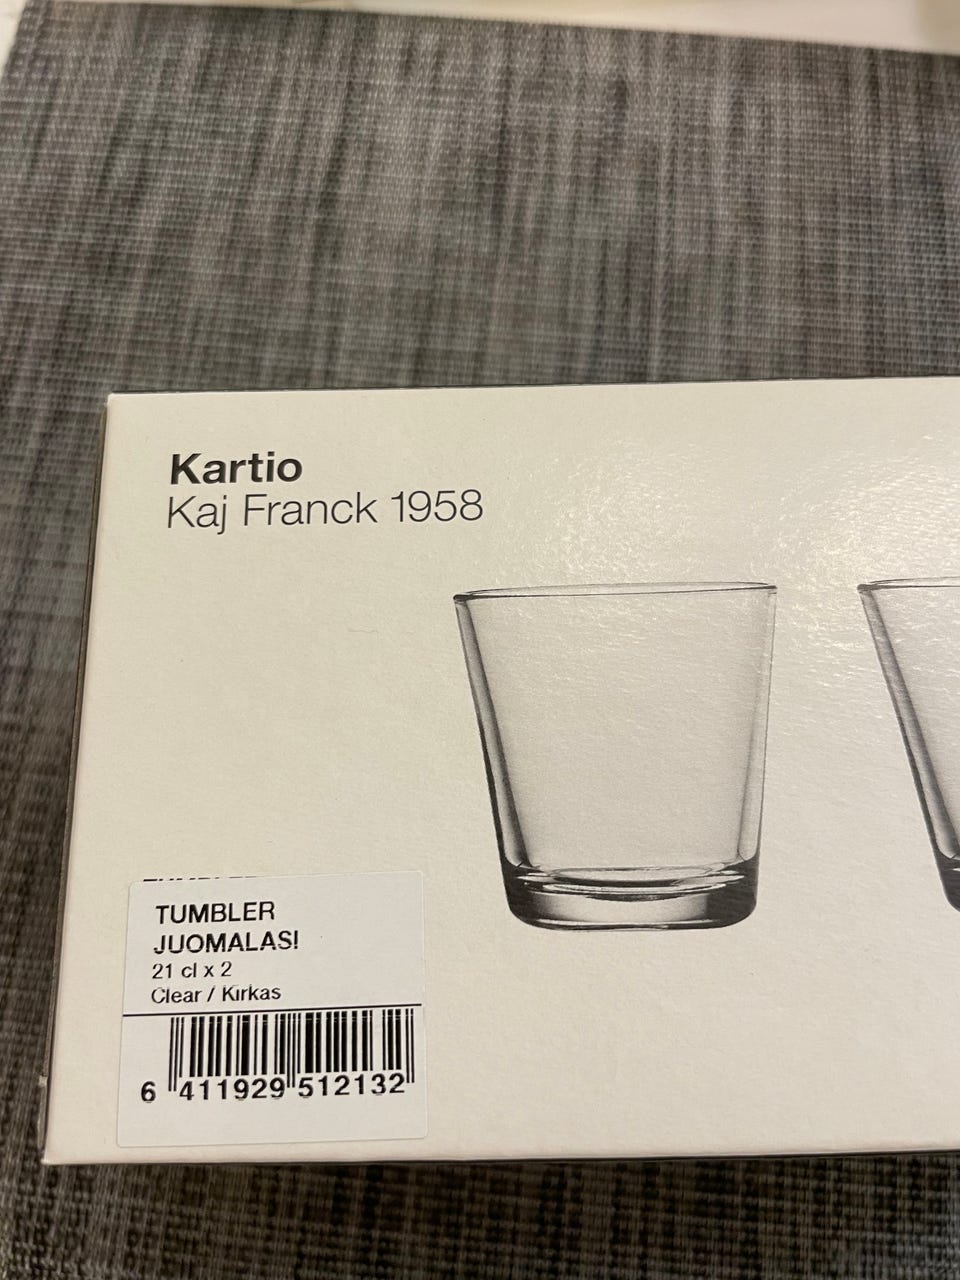 Kartio
Kaj Franck 1958
TUMBLER
JUOMALASI
21 cl x 2
Clear / Kirkas
6 411929 512132